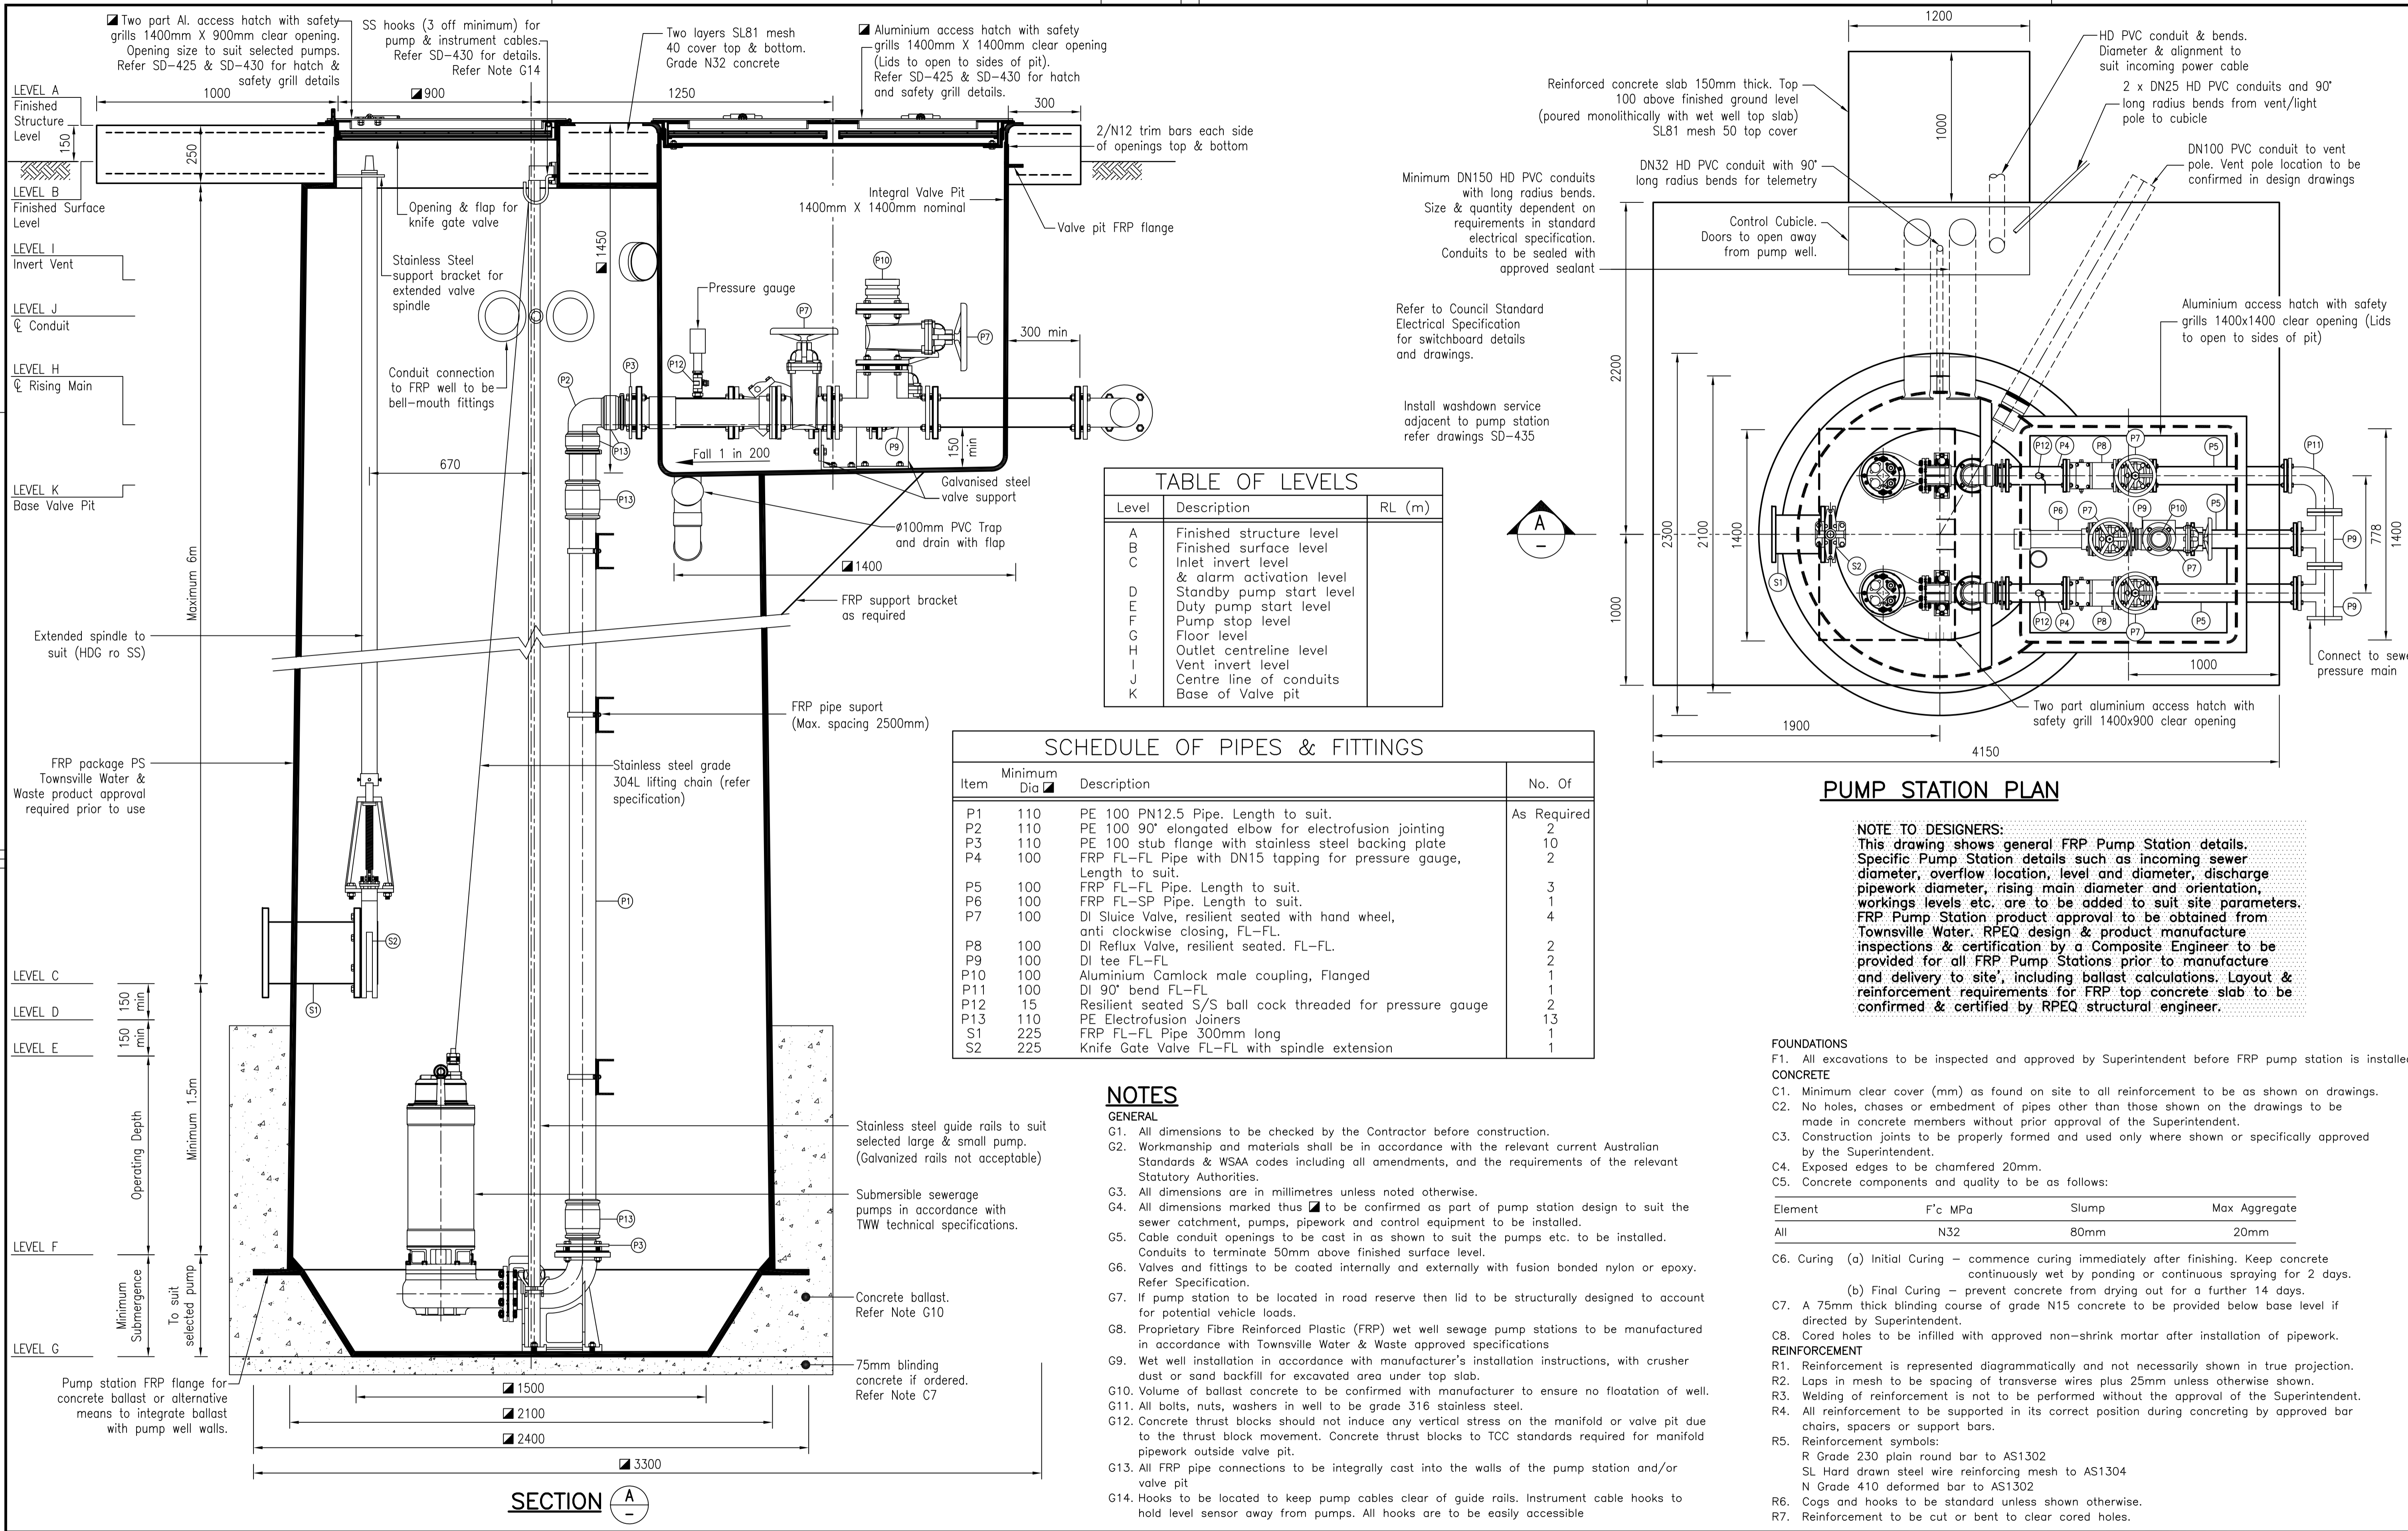 Two part Al. access hatch with safety
grills 1400mm X 900mm clear opening.
Opening size to suit selected pumps.
Refer SD-425 & SD-430 for hatch &
safety grill details
SS hooks (3 off minimum) for
pump & instrument cables.
Refer SD-430 for details.
Refer Note G14
Two layers SL81 mesh
40 cover top & bottom.
Grade N32 concrete
Aluminium access hatch with safety
grills 1400mm X 1400mm clear opening
(Lids to open to sides of pit).
Refer SD-425 & SD-430 for hatch
and safety grill details.
LEVEL A
Finished
Structure
Level
1000
900
1250
300
150
250
2/N12 trim bars each side
of openings top & bottom
LEVEL B
Finished Surface
Level
Opening & flap for
knife gate valve
Integral Valve Pit
1400mm X 1400mm nominal
Valve pit FRP flange
1450
LEVEL I
Invert Vent
Stainless Steel
support bracket for
extended valve
spindle
P10
Pressure gauge
P7
P7
LEVEL J
℄ Conduit
300 min
LEVEL H
℄ Rising Main
Conduit connection
to FRP well to be
bell-mouth fittings
P2
P3
P12
P13
P9
150
min
Fall 1 in 200
670
LEVEL K
Base Valve Pit
P13
Galvanised steel
valve support
ø100mm PVC Trap
and drain with flap
1400
Maximum 6m
FRP support bracket
as required
Extended spindle to
suit (HDG ro SS)
FRP pipe suport
(Max. spacing 2500mm)
FRP package PS
Townsville Water &
Waste product approval
required prior to use
Stainless steel grade
304L lifting chain (refer
specification)
P1
S2
S1
LEVEL C
150
min
LEVEL D
150
min
LEVEL E
Operating Depth
Minimum 1.5m
Stainless steel guide rails to suit
selected large & small pump.
(Galvanized rails not acceptable)
Submersible sewerage
pumps in accordance with
TWW technical specifications.
P13
P3
LEVEL F
Minimum
Submergence
To suit
selected pump
Concrete ballast.
Refer Note G10
LEVEL G
75mm blinding
concrete if ordered.
Refer Note C7
Pump station FRP flange for
concrete ballast or alternative
means to integrate ballast
with pump well walls.
1500
2100
2400
3300
SECTION A
-
1200
HD PVC conduit & bends.
Diameter & alignment to
suit incoming power cable
2 x DN25 HD PVC conduits and 90°
long radius bends from vent/light
pole to cubicle
DN100 PVC conduit to vent
pole. Vent pole location to be
confirmed in design drawings
Reinforced concrete slab 150mm thick. Top
100 above finished ground level
(poured monolithically with wet well top slab)
SL81 mesh 50 top cover
1000
DN32 HD PVC conduit with 90°
long radius bends for telemetry
Minimum DN150 HD PVC conduits
with long radius bends.
Size & quantity dependent on
requirements in standard
electrical specification.
Conduits to be sealed with
approved sealant
Control Cubicle.
Doors to open away
from pump well.
Refer to Council Standard
Electrical Specification
for switchboard details
and drawings.
Install washdown service
adjacent to pump station
refer drawings SD-435
Aluminium access hatch with safety
grills 1400x1400 clear opening (Lids
to open to sides of pit)
2200
1000
2300
2100
1400
A
-
P12
P4
P8
P7
P5
P11
P6
P7
P9
P10
P5
P7
P9
778
1400
S1
S2
P12
P4
P8
P7
P5
P9
1000
Connect to sew
pressure main
Two part aluminium access hatch with
safety grill 1400x900 clear opening
1900
4150
PUMP STATION PLAN
TABLE OF LEVELS
Level Description RL (m)
A Finished structure level
B Finished surface level
C Inlet invert level
& alarm activation level
D Standby pump start level
E Duty pump start level
F Pump stop level
G Floor level
H Outlet centreline level
I Vent invert level
J Centre line of conduits
K Base of Valve pit
SCHEDULE OF PIPES & FITTINGS
Item Minimum Dia Description No. Of
P1 110 PE 100 PN12.5 Pipe. Length to suit. As Required
P2 110 PE 100 90° elongated elbow for electrofusion jointing 2
P3 110 PE 100 stub flange with stainless steel backing plate 10
P4 100 FRP FL-FL Pipe with DN15 tapping for pressure gauge, 2
Length to suit.
P5 100 FRP FL-FL Pipe. Length to suit. 3
P6 100 FRP FL-SP Pipe. Length to suit. 1
P7 100 DI Sluice Valve, resilient seated with hand wheel, 4
anti clockwise closing, FL-FL.
P8 100 DI Reflux Valve, resilient seated. FL-FL. 2
P9 100 DI tee FL-FL 2
P10 100 Aluminium Camlock male coupling, Flanged 1
P11 100 DI 90° bend FL-FL 1
P12 15 Resilient seated S/S ball cock threaded for pressure gauge 2
P13 110 PE Electrofusion Joiners 13
S1 225 FRP FL-FL Pipe 300mm long 1
S2 225 Knife Gate Valve FL-FL with spindle extension 1
NOTE TO DESIGNERS:
This drawing shows general FRP Pump Station details.
Specific Pump Station details such as incoming sewer
diameter, overflow location, level and diameter, discharge
pipework diameter, rising main diameter and orientation,
workings levels etc. are to be added to suit site parameters.
FRP Pump Station product approval to be obtained from
Townsville Water. RPEQ design & product manufacture
inspections & certification by a Composite Engineer to be
provided for all FRP Pump Stations prior to manufacture
and delivery to site', including ballast calculations. Layout &
reinforcement requirements for FRP top concrete slab to be
confirmed & certified by RPEQ structural engineer.
NOTES
GENERAL
G1. All dimensions to be checked by the Contractor before construction.
G2. Workmanship and materials shall be in accordance with the relevant current Australian
Standards & WSAA codes including all amendments, and the requirements of the relevant
Statutory Authorities.
G3. All dimensions are in millimetres unless noted otherwise.
G4. All dimensions marked thus to be confirmed as part of pump station design to suit the
sewer catchment, pumps, pipework and control equipment to be installed.
G5. Cable conduit openings to be cast in as shown to suit the pumps etc. to be installed.
Conduits to terminate 50mm above finished surface level.
G6. Valves and fittings to be coated internally and externally with fusion bonded nylon or epoxy.
Refer Specification.
G7. If pump station to be located in road reserve then lid to be structurally designed to account
for potential vehicle loads.
G8. Proprietary Fibre Reinforced Plastic (FRP) wet well sewage pump stations to be manufactured
in accordance with Townsville Water & Waste approved specifications
G9. Wet well installation in accordance with manufacturer's installation instructions, with crusher
dust or sand backfill for excavated area under top slab.
G10. Volume of ballast concrete to be confirmed with manufacturer to ensure no floatation of well.
G11. All bolts, nuts, washers in well to be grade 316 stainless steel.
G12. Concrete thrust blocks should not induce any vertical stress on the manifold or valve pit due
to the thrust block movement. Concrete thrust blocks to TCC standards required for manifold
pipework outside valve pit.
G13. All FRP pipe connections to be integrally cast into the walls of the pump station and/or
valve pit
G14. Hooks to be located to keep pump cables clear of guide rails. Instrument cable hooks to
hold level sensor away from pumps. All hooks are to be easily accessible
FOUNDATIONS
F1. All excavations to be inspected and approved by Superintendent before FRP pump station is installe
CONCRETE
C1. Minimum clear cover (mm) as found on site to all reinforcement to be as shown on drawings.
C2. No holes, chases or embedment of pipes other than those shown on the drawings to be
made in concrete members without prior approval of the Superintendent.
C3. Construction joints to be properly formed and used only where shown or specifically approved
by the Superintendent.
C4. Exposed edges to be chamfered 20mm.
C5. Concrete components and quality to be as follows:
Element F'c MPa Slump Max Aggregate
All N32 80mm 20mm
C6. Curing (a) Initial Curing – commence curing immediately after finishing. Keep concrete
continuously wet by ponding or continuous spraying for 2 days.
(b) Final Curing – prevent concrete from drying out for a further 14 days.
C7. A 75mm thick blinding course of grade N15 concrete to be provided below base level if
directed by Superintendent.
C8. Cored holes to be infilled with approved non-shrink mortar after installation of pipework.
REINFORCEMENT
R1. Reinforcement is represented diagrammatically and not necessarily shown in true projection.
R2. Laps in mesh to be spacing of transverse wires plus 25mm unless otherwise shown.
R3. Welding of reinforcement is not to be performed without the approval of the Superintendent.
R4. All reinforcement to be supported in its correct position during concreting by approved bar
chairs, spacers or support bars.
R5. Reinforcement symbols:
R Grade 230 plain round bar to AS1302
SL Hard drawn steel wire reinforcing mesh to AS1304
N Grade 410 deformed bar to AS1302
R6. Cogs and hooks to be standard unless shown otherwise.
R7. Reinforcement to be cut or bent to clear cored holes.